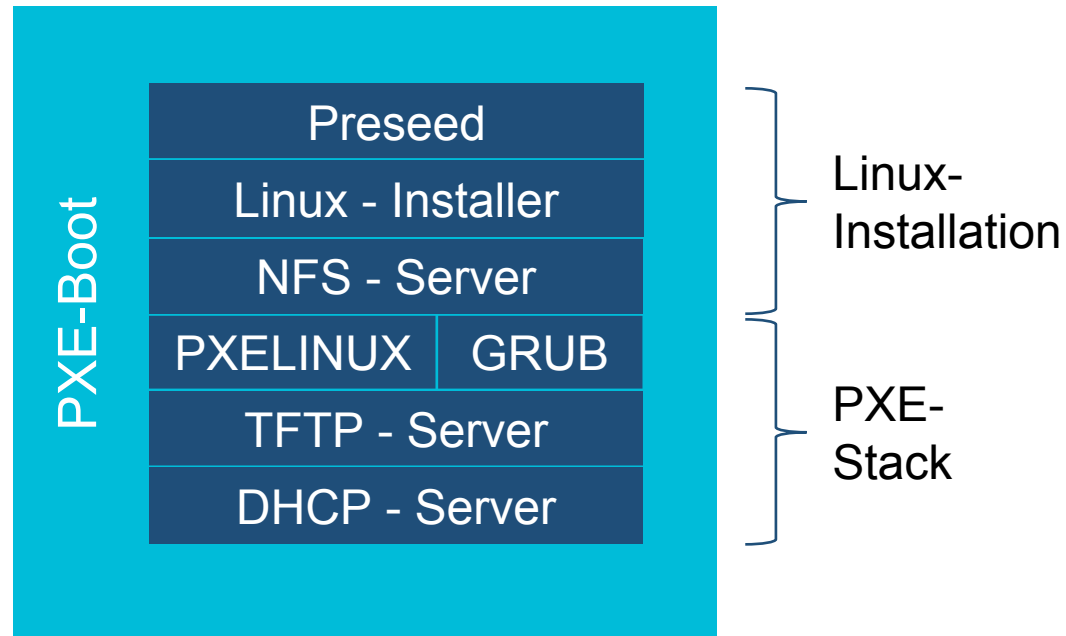 PXE-Boot
Preseed
Linux - Installer
NFS - Server
PXELINUX
GRUB
TFTP - Server
DHCP - Server
Linux-
Installation
PXE-
Stack